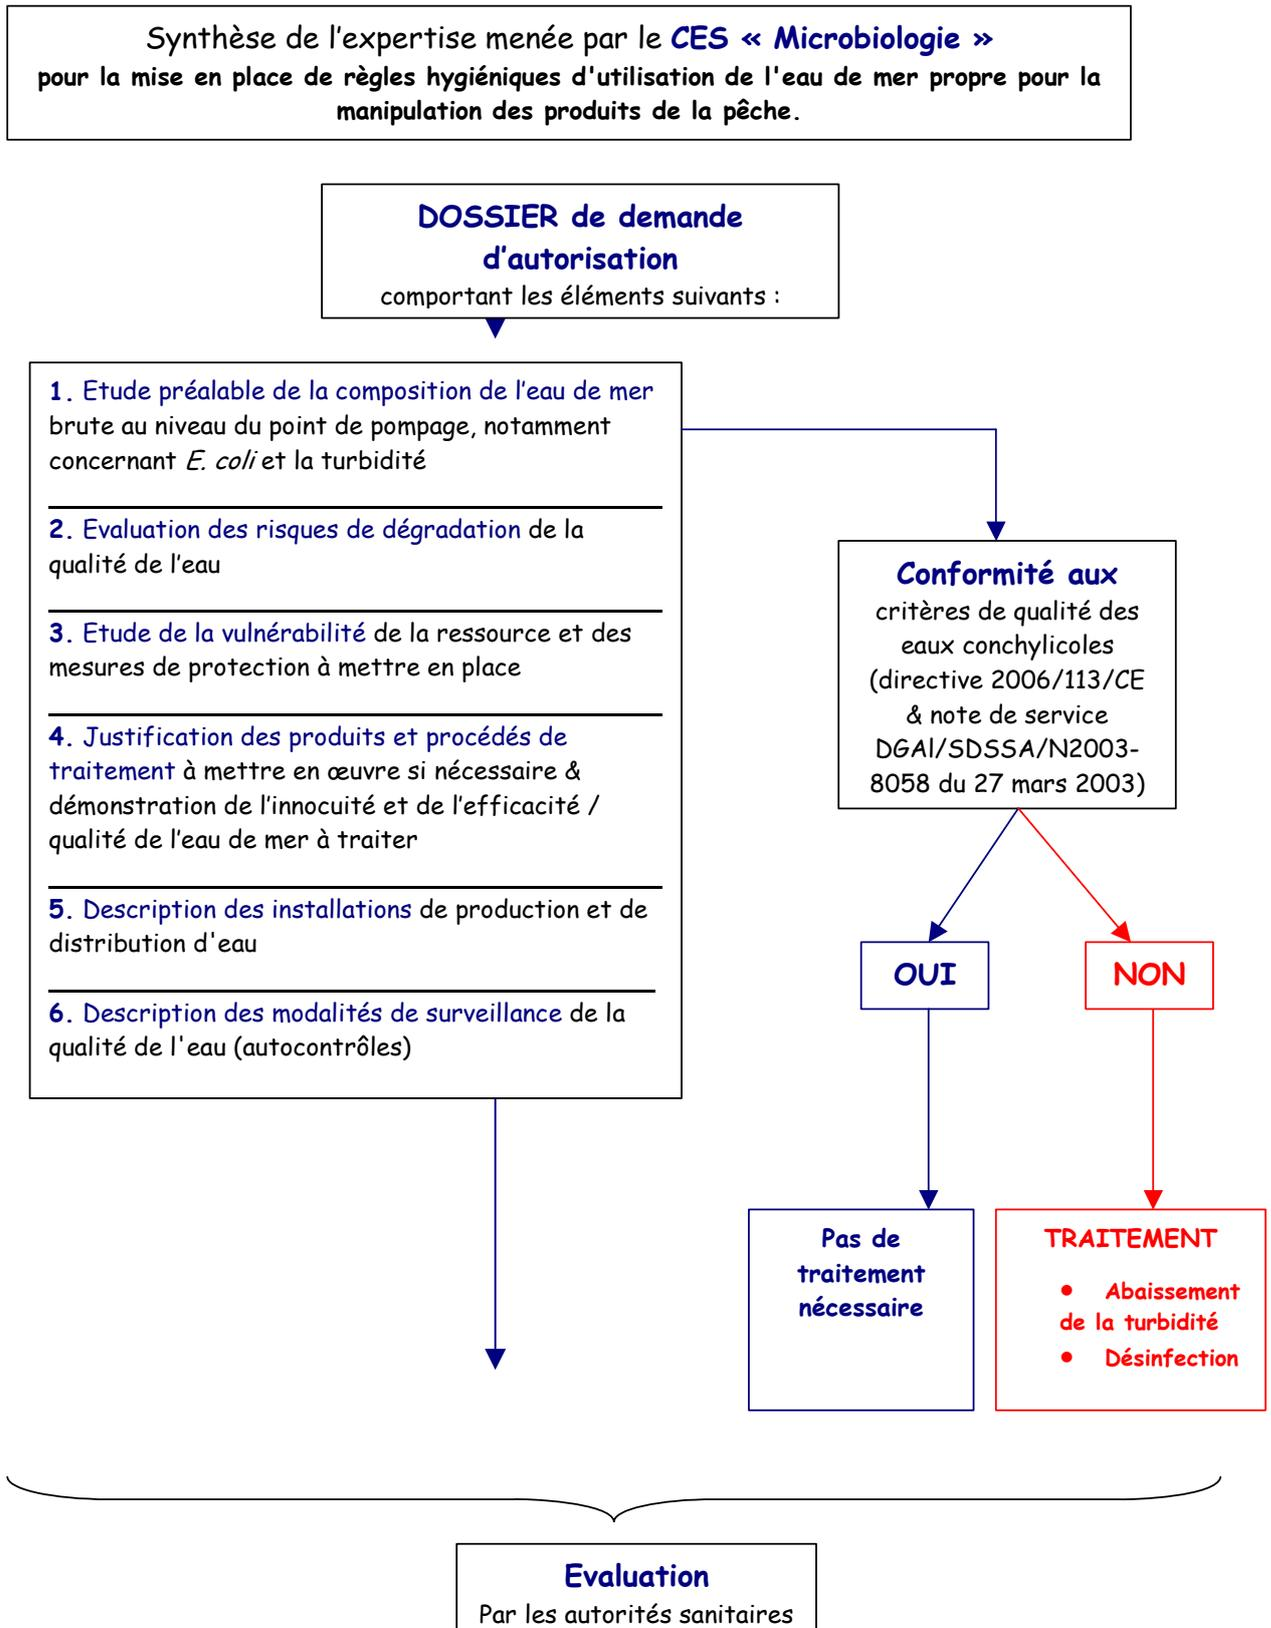 Synthèse de l'expertise menée par le CES « Microbiologie »
pour la mise en place de règles hygiéniques d'utilisation de l'eau de mer propre pour la
manipulation des produits de la pêche.
DOSSIER de demande
d'autorisation
comportant les éléments suivants :
1. Etude préalable de la composition de l'eau de mer
brute au niveau du point de pompage, notamment
concernant E. coli et la turbidité
2. Evaluation des risques de dégradation de la
qualité de l'eau
3. Etude de la vulnérabilité de la ressource et des
mesures de protection à mettre en place
4. Justification des produits et procédés de
traitement à mettre en œuvre si nécessaire &
démonstration de l'innocuité et de l'efficacité /
qualité de l'eau de mer à traiter
5. Description des installations de production et de
distribution d'eau
6. Description des modalités de surveillance de la
qualité de l'eau (autocontrôles)
Conformité aux
critères de qualité des
eaux conchylicoles
(directive 2006/113/CE
& note de service
DGAl/SDSSA/N2003-
8058 du 27 mars 2003)
OUI
NON
Pas de
traitement
nécessaire
TRAITEMENT
• Abaissement
de la turbidité
• Désinfection
Evaluation
Par les autorités sanitaires